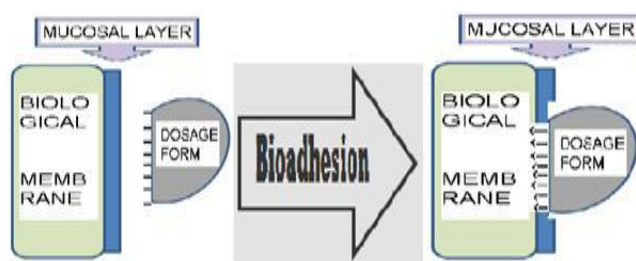 MUCOSAL LAYER
BIOLO
GICAL
MEMB
RANE
DOSAGE
FORM
Bioadhesion
MJCOSAL LAYER
BIOLO
GICAL
MEMB
RANE
DOSAGE
FORM